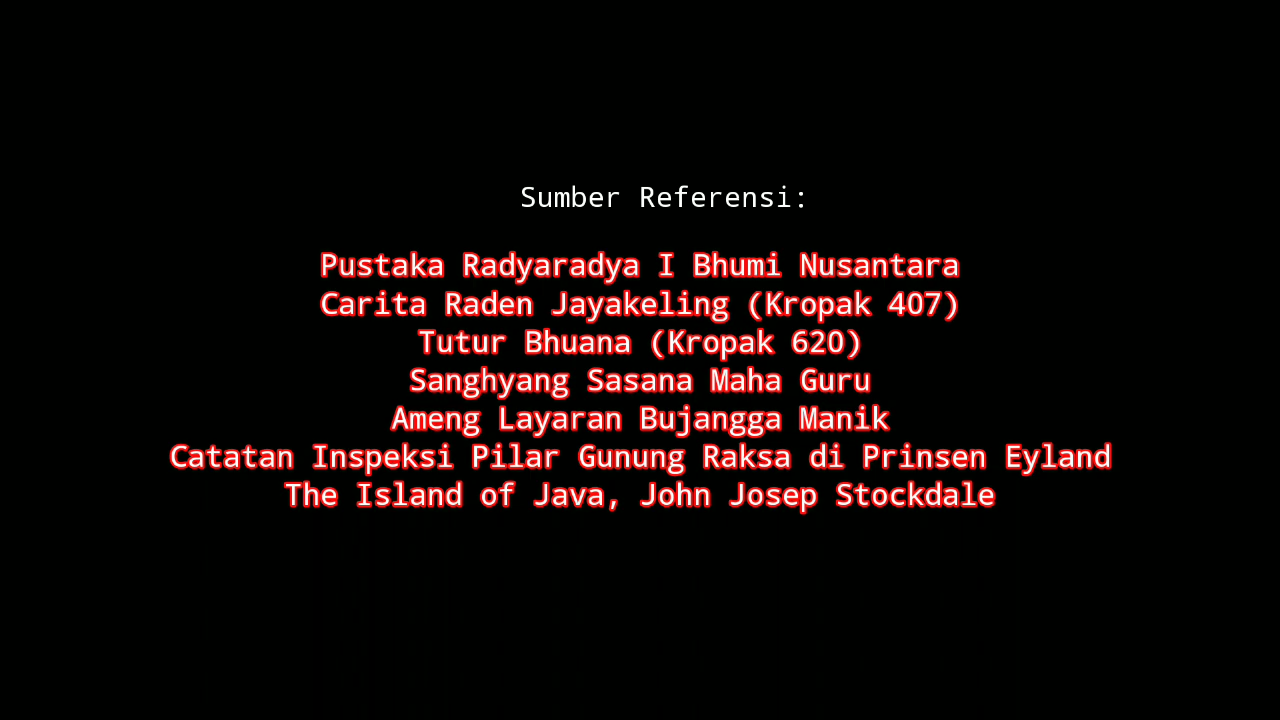 Sumber Referensi:
Pustaka Radyaradya I Bhumi Nusantara
Carita Raden Jayakeling (Kropak 407)
Tutur Bhuana (Kropak 620)
Sanghyang Sasana Maha Guru
Ameng Layaran Bujangga Manik
Catatan Inspeksi Pilar Gunung Raksa di Prinsen Eyland
The Island of Java, John Josep Stockdale